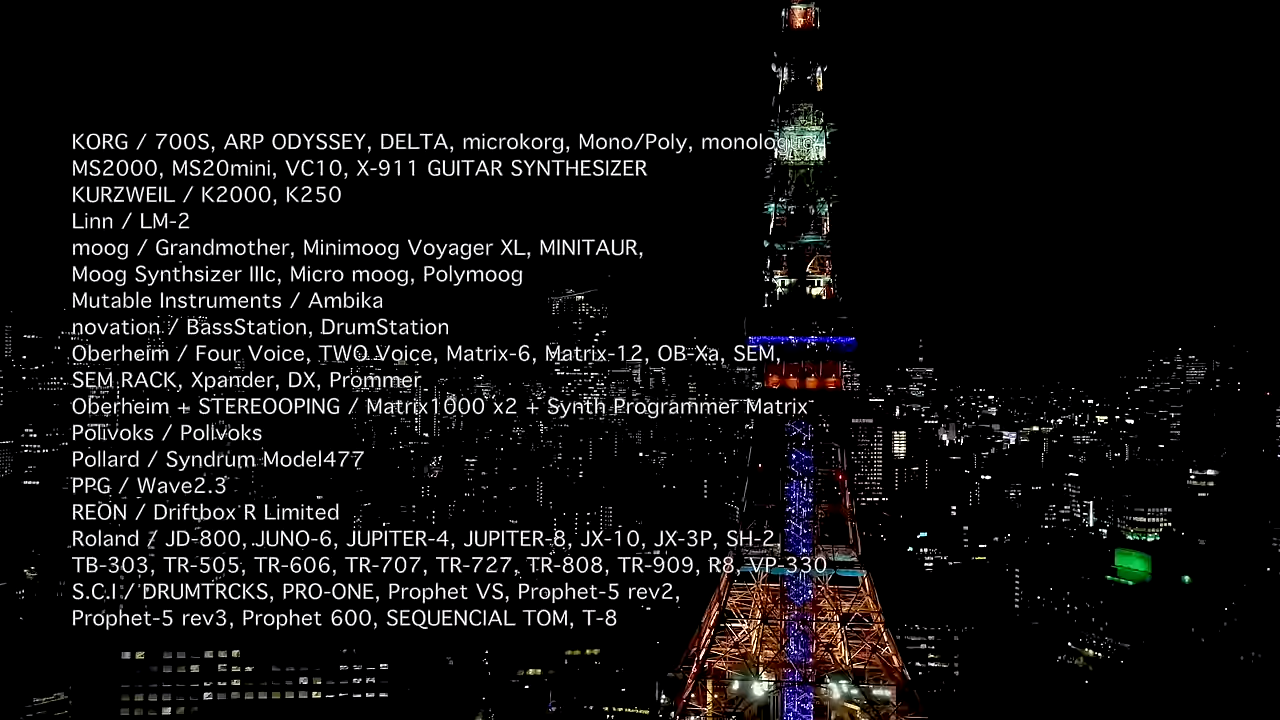 KORG / 700S, ARP ODYSSEY, DELTA, microkorg, Mono/Poly, monologue,
MS2000, MS20mini, VC10, X-911 GUITAR SYNTHESIZER
KURZWEIL / K2000, K250
Linn / LM-2
moog / Grandmother, Minimoog Voyager XL, MINITAUR,
Moog Synthsizer IIIc, Micro moog, Polymoog
Mutable Instruments / Ambika
novation / BassStation, DrumStation
Oberheim / Four Voice, TWO Voice, Matrix-6, Matrix-12, OB-Xa, SEM,
SEM RACK, Xpander, DX, Prommer
Oberheim + STEREOOPING / Matrix1000 x2 + Synth Programmer Matrix
Polivoks / Polivoks
Pollard / Syndrum Model477
PPG / Wave2.3
REON / Driftbox R Limited
Roland / JD-800, JUNO-6, JUPITER-4, JUPITER-8, JX-10, JX-3P, SH-2,
TB-303, TR-505, TR-606, TR-707, TR-727, TR-808, TR-909, R8, VP-330
S.C.I / DRUMTRCKS, PRO-ONE, Prophet VS, Prophet-5 rev2,
Prophet-5 rev3, Prophet 600, SEQUENCIAL TOM, T-8